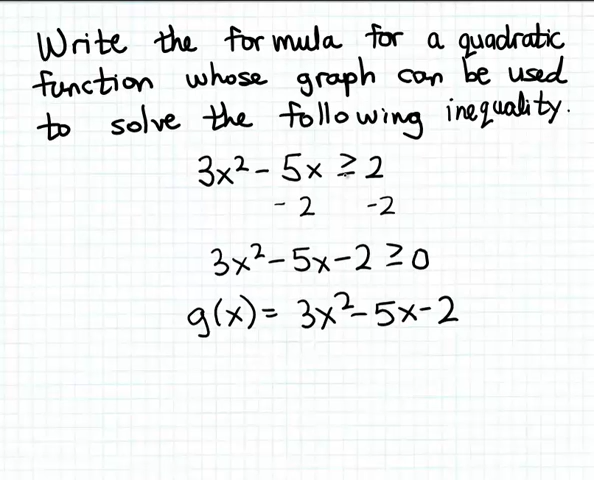 Write the formula for a quadratic
function whose graph can be used
to solve the following inequality.
3x² - 5x ≥ 2
- 2 -2
3x² - 5x - 2 ≥ 0
g(x) = 3x² - 5x - 2